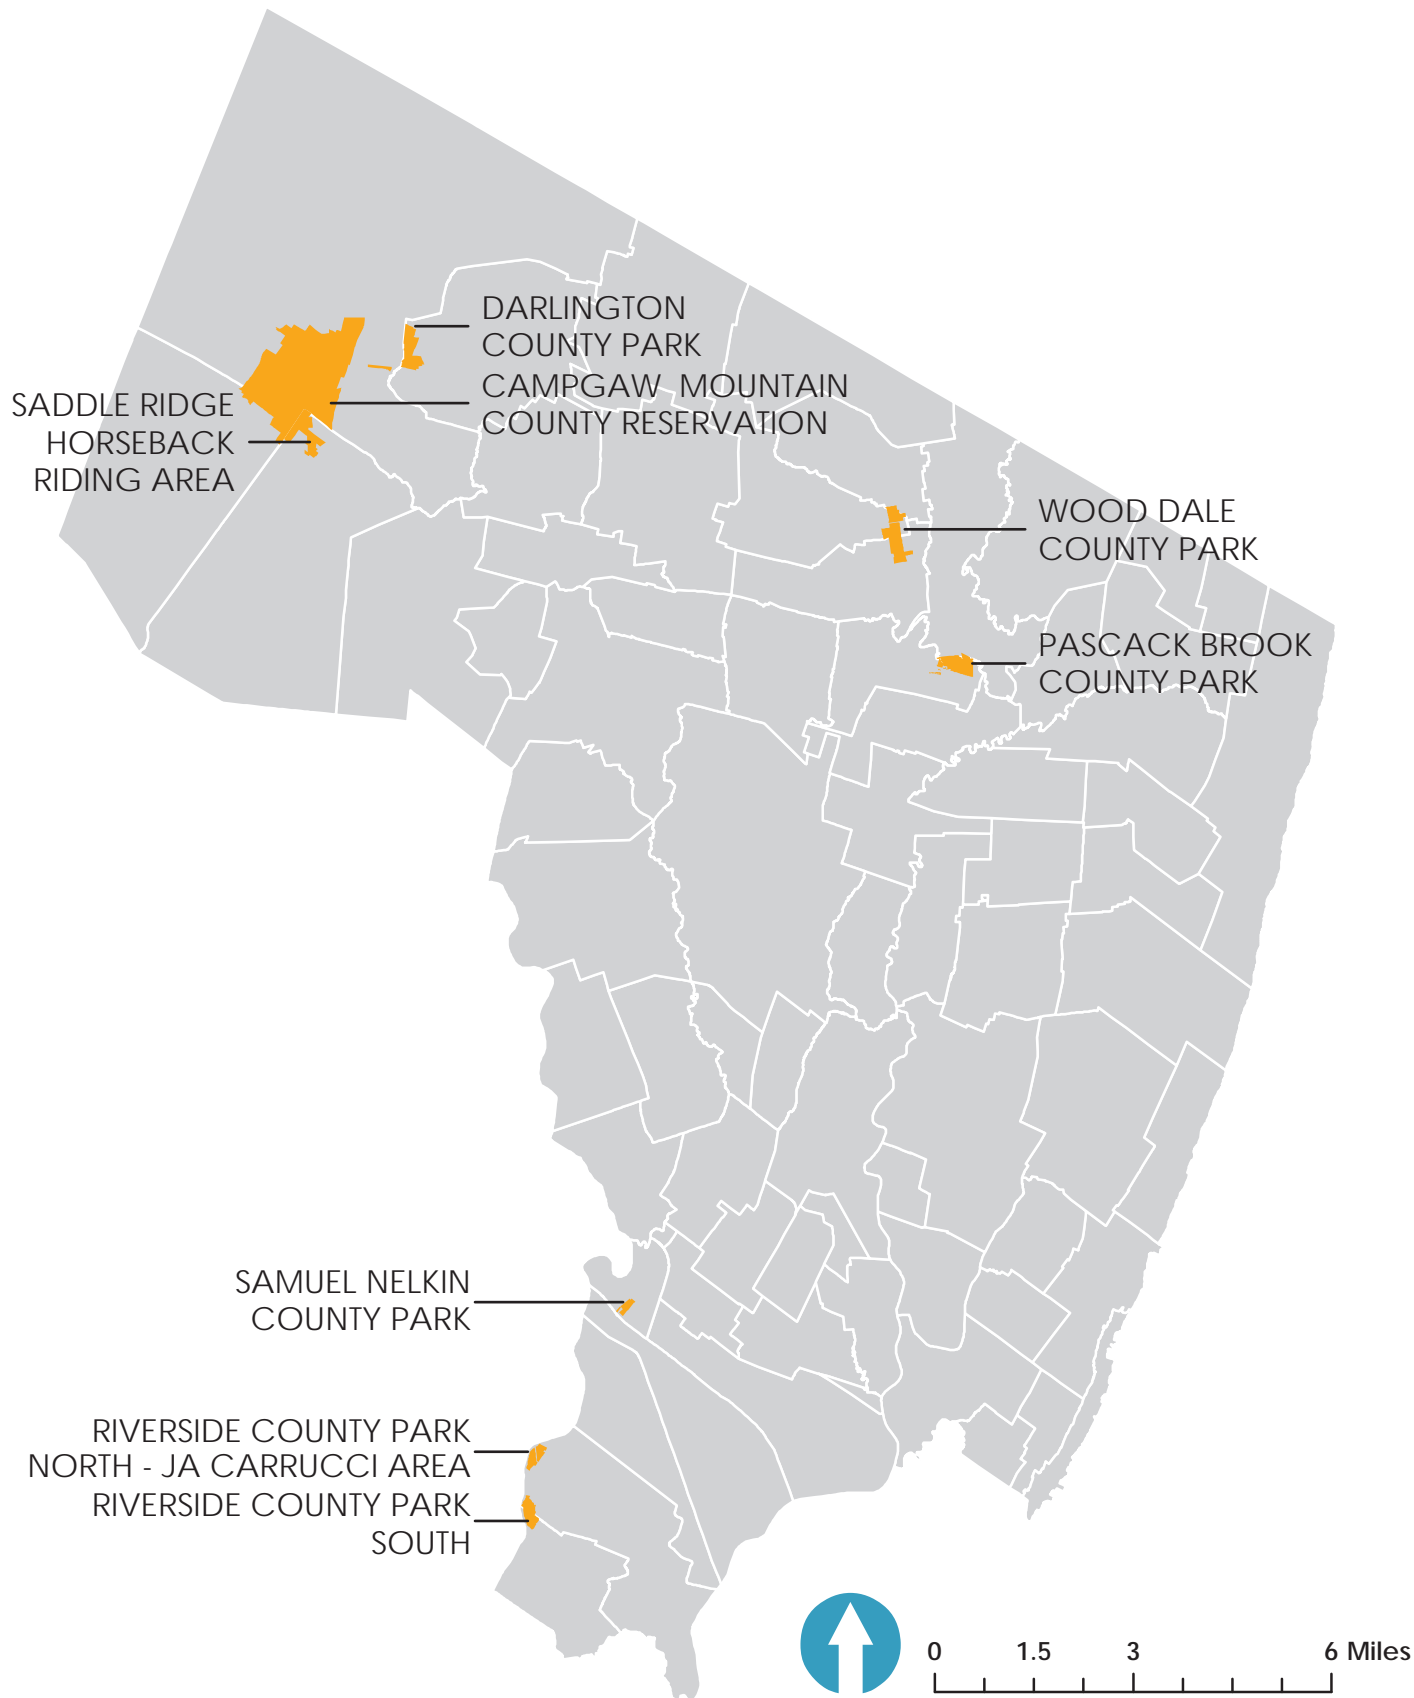 DARLINGTON
COUNTY PARK
CAMPGAW MOUNTAIN
COUNTY RESERVATION
SADDLE RIDGE
HORSEBACK
RIDING AREA
WOOD DALE
COUNTY PARK
PASCACK BROOK
COUNTY PARK
SAMUEL NELKIN
COUNTY PARK
RIVERSIDE COUNTY PARK
NORTH - JA CARRUCCI AREA
RIVERSIDE COUNTY PARK
SOUTH
0 1.5 3 6 Miles